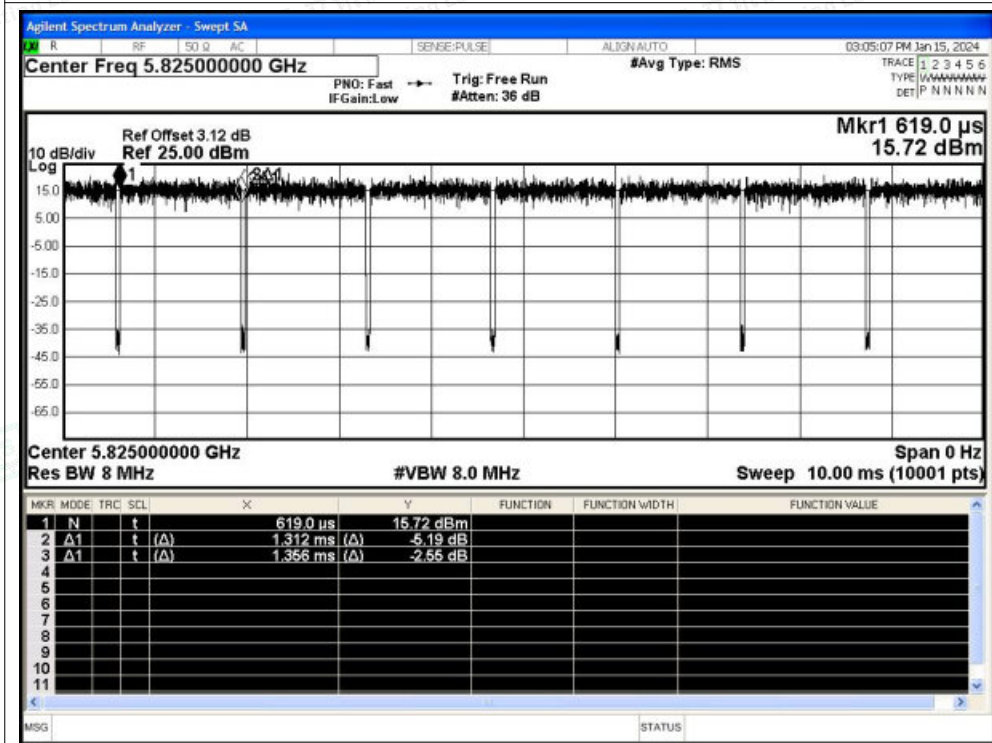 Agilent Spectrum Analyzer - Swept SA
LXI R RF 50 Ω AC SENSE:PULSE ALIGN AUTO 03:05:07 PM Jan 15, 2024
Center Freq 5.825000000 GHz
PNO: Fast
IFGain:Low
Trig: Free Run
#Atten: 36 dB
#Avg Type: RMS
TRACE 1 2 3 4 5 6
TYPE WWWWWWW
DET P N N N N N
Ref Offset 3.12 dB
10 dB/div Ref 25.00 dBm
Mkr1 619.0 µs
15.72 dBm
Log
1
15.0
5.00
-5.00
-15.0
-25.0
-35.0
-45.0
-55.0
-65.0
Center 5.825000000 GHz Span 0 Hz
Res BW 8 MHz #VBW 8.0 MHz Sweep 10.00 ms (10001 pts)
MKR MODE TRC SCL X Y FUNCTION FUNCTION WIDTH FUNCTION VALUE
1 N t 619.0 µs 15.72 dBm
2 Δ1 t (Δ) 1.312 ms (Δ) -5.19 dB
3 Δ1 t (Δ) 1.356 ms (Δ) -2.55 dB
4
5
6
7
8
9
10
11
MSG STATUS